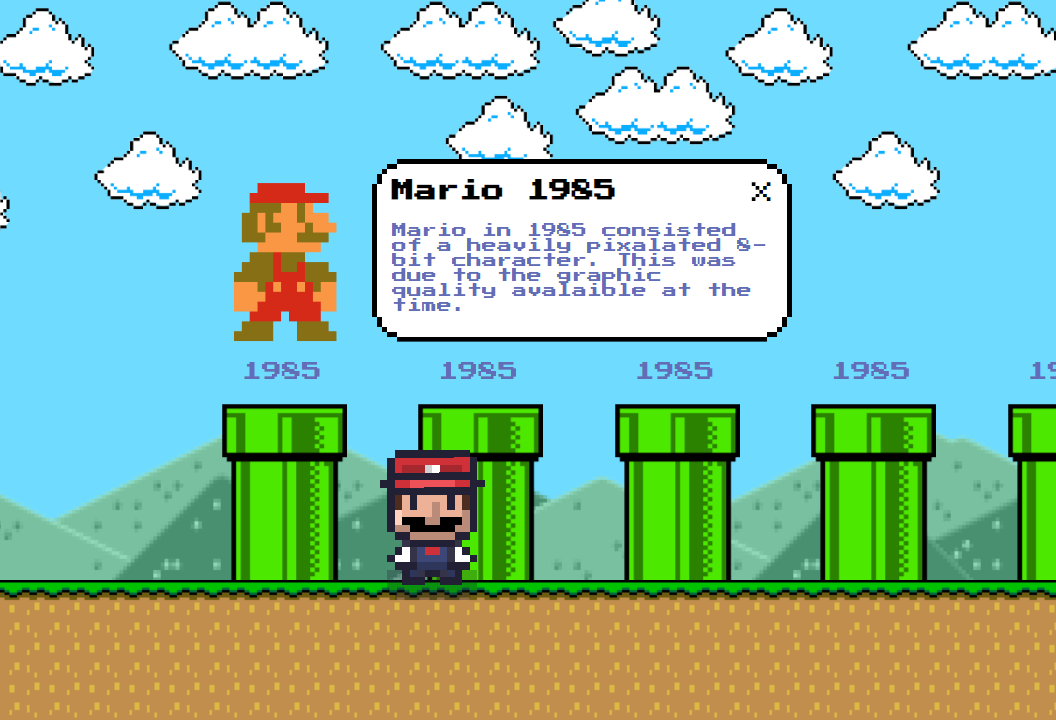 Mario 1985
X
Mario in 1985 consisted
of a heavily pixalated 8-
bit character. This was
due to the graphic
quality avalaible at the
time.
1985 1985 1985 1985 19